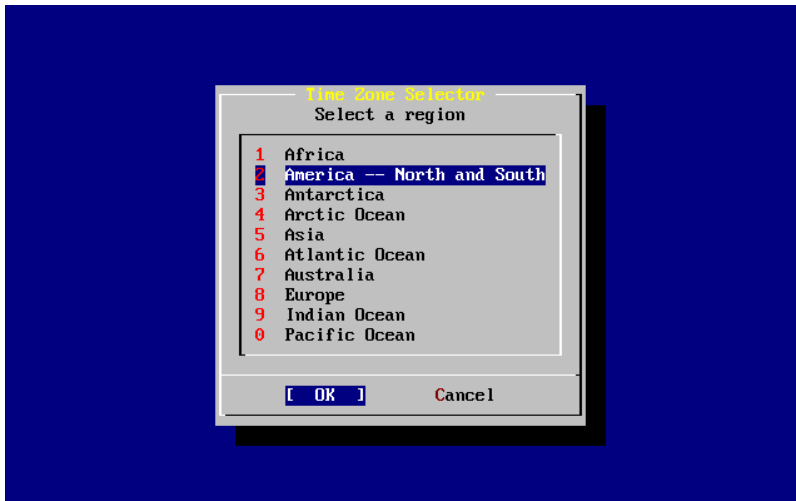 Time Zone Selector
Select a region
1 Africa
2 America -- North and South
3 Antarctica
4 Arctic Ocean
5 Asia
6 Atlantic Ocean
7 Australia
8 Europe
9 Indian Ocean
0 Pacific Ocean
[ OK ] Cancel